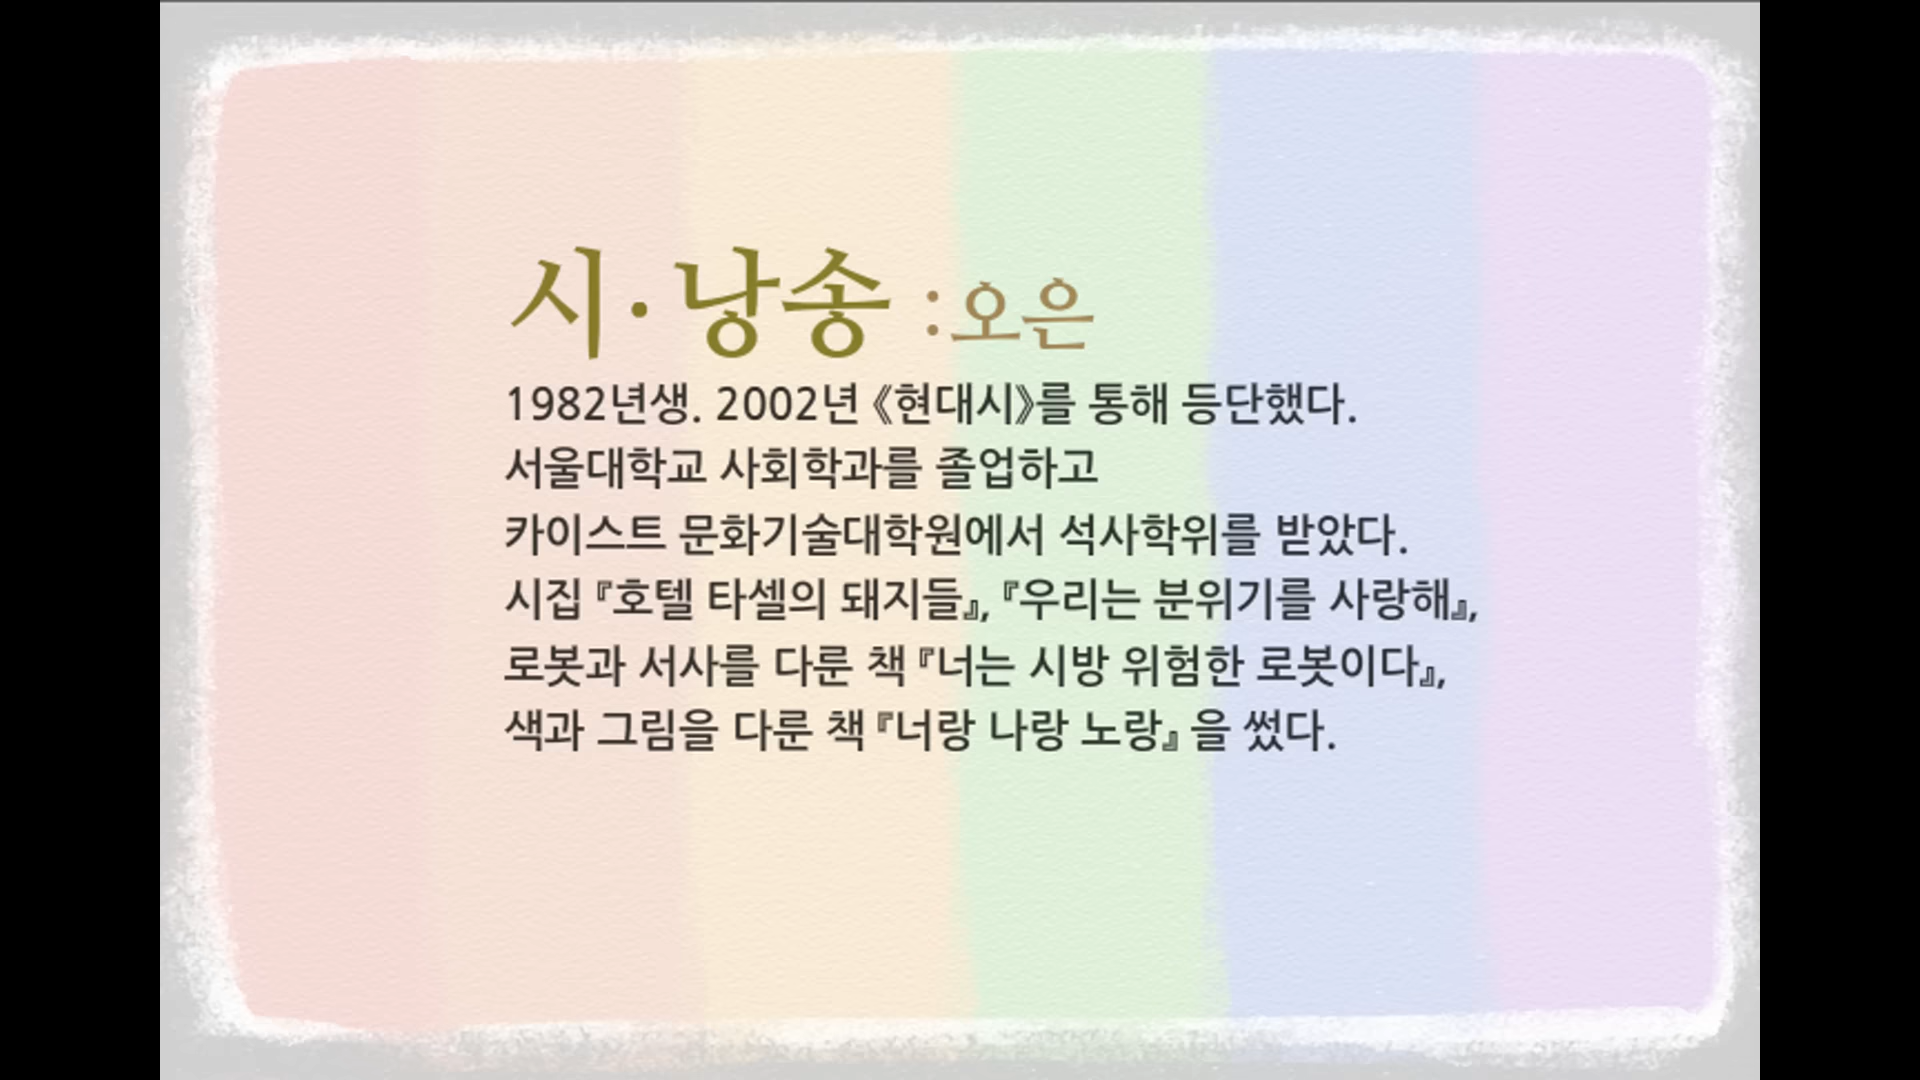 시·낭송 :오은
1982년생. 2002년 《현대시》를 통해 등단했다.
서울대학교 사회학과를 졸업하고
카이스트 문화기술대학원에서 석사학위를 받았다.
시집 『호텔 타셀의 돼지들』, 『우리는 분위기를 사랑해』,
로봇과 서사를 다룬 책 『너는 시방 위험한 로봇이다』,
색과 그림을 다룬 책 『너랑 나랑 노랑』 을 썼다.